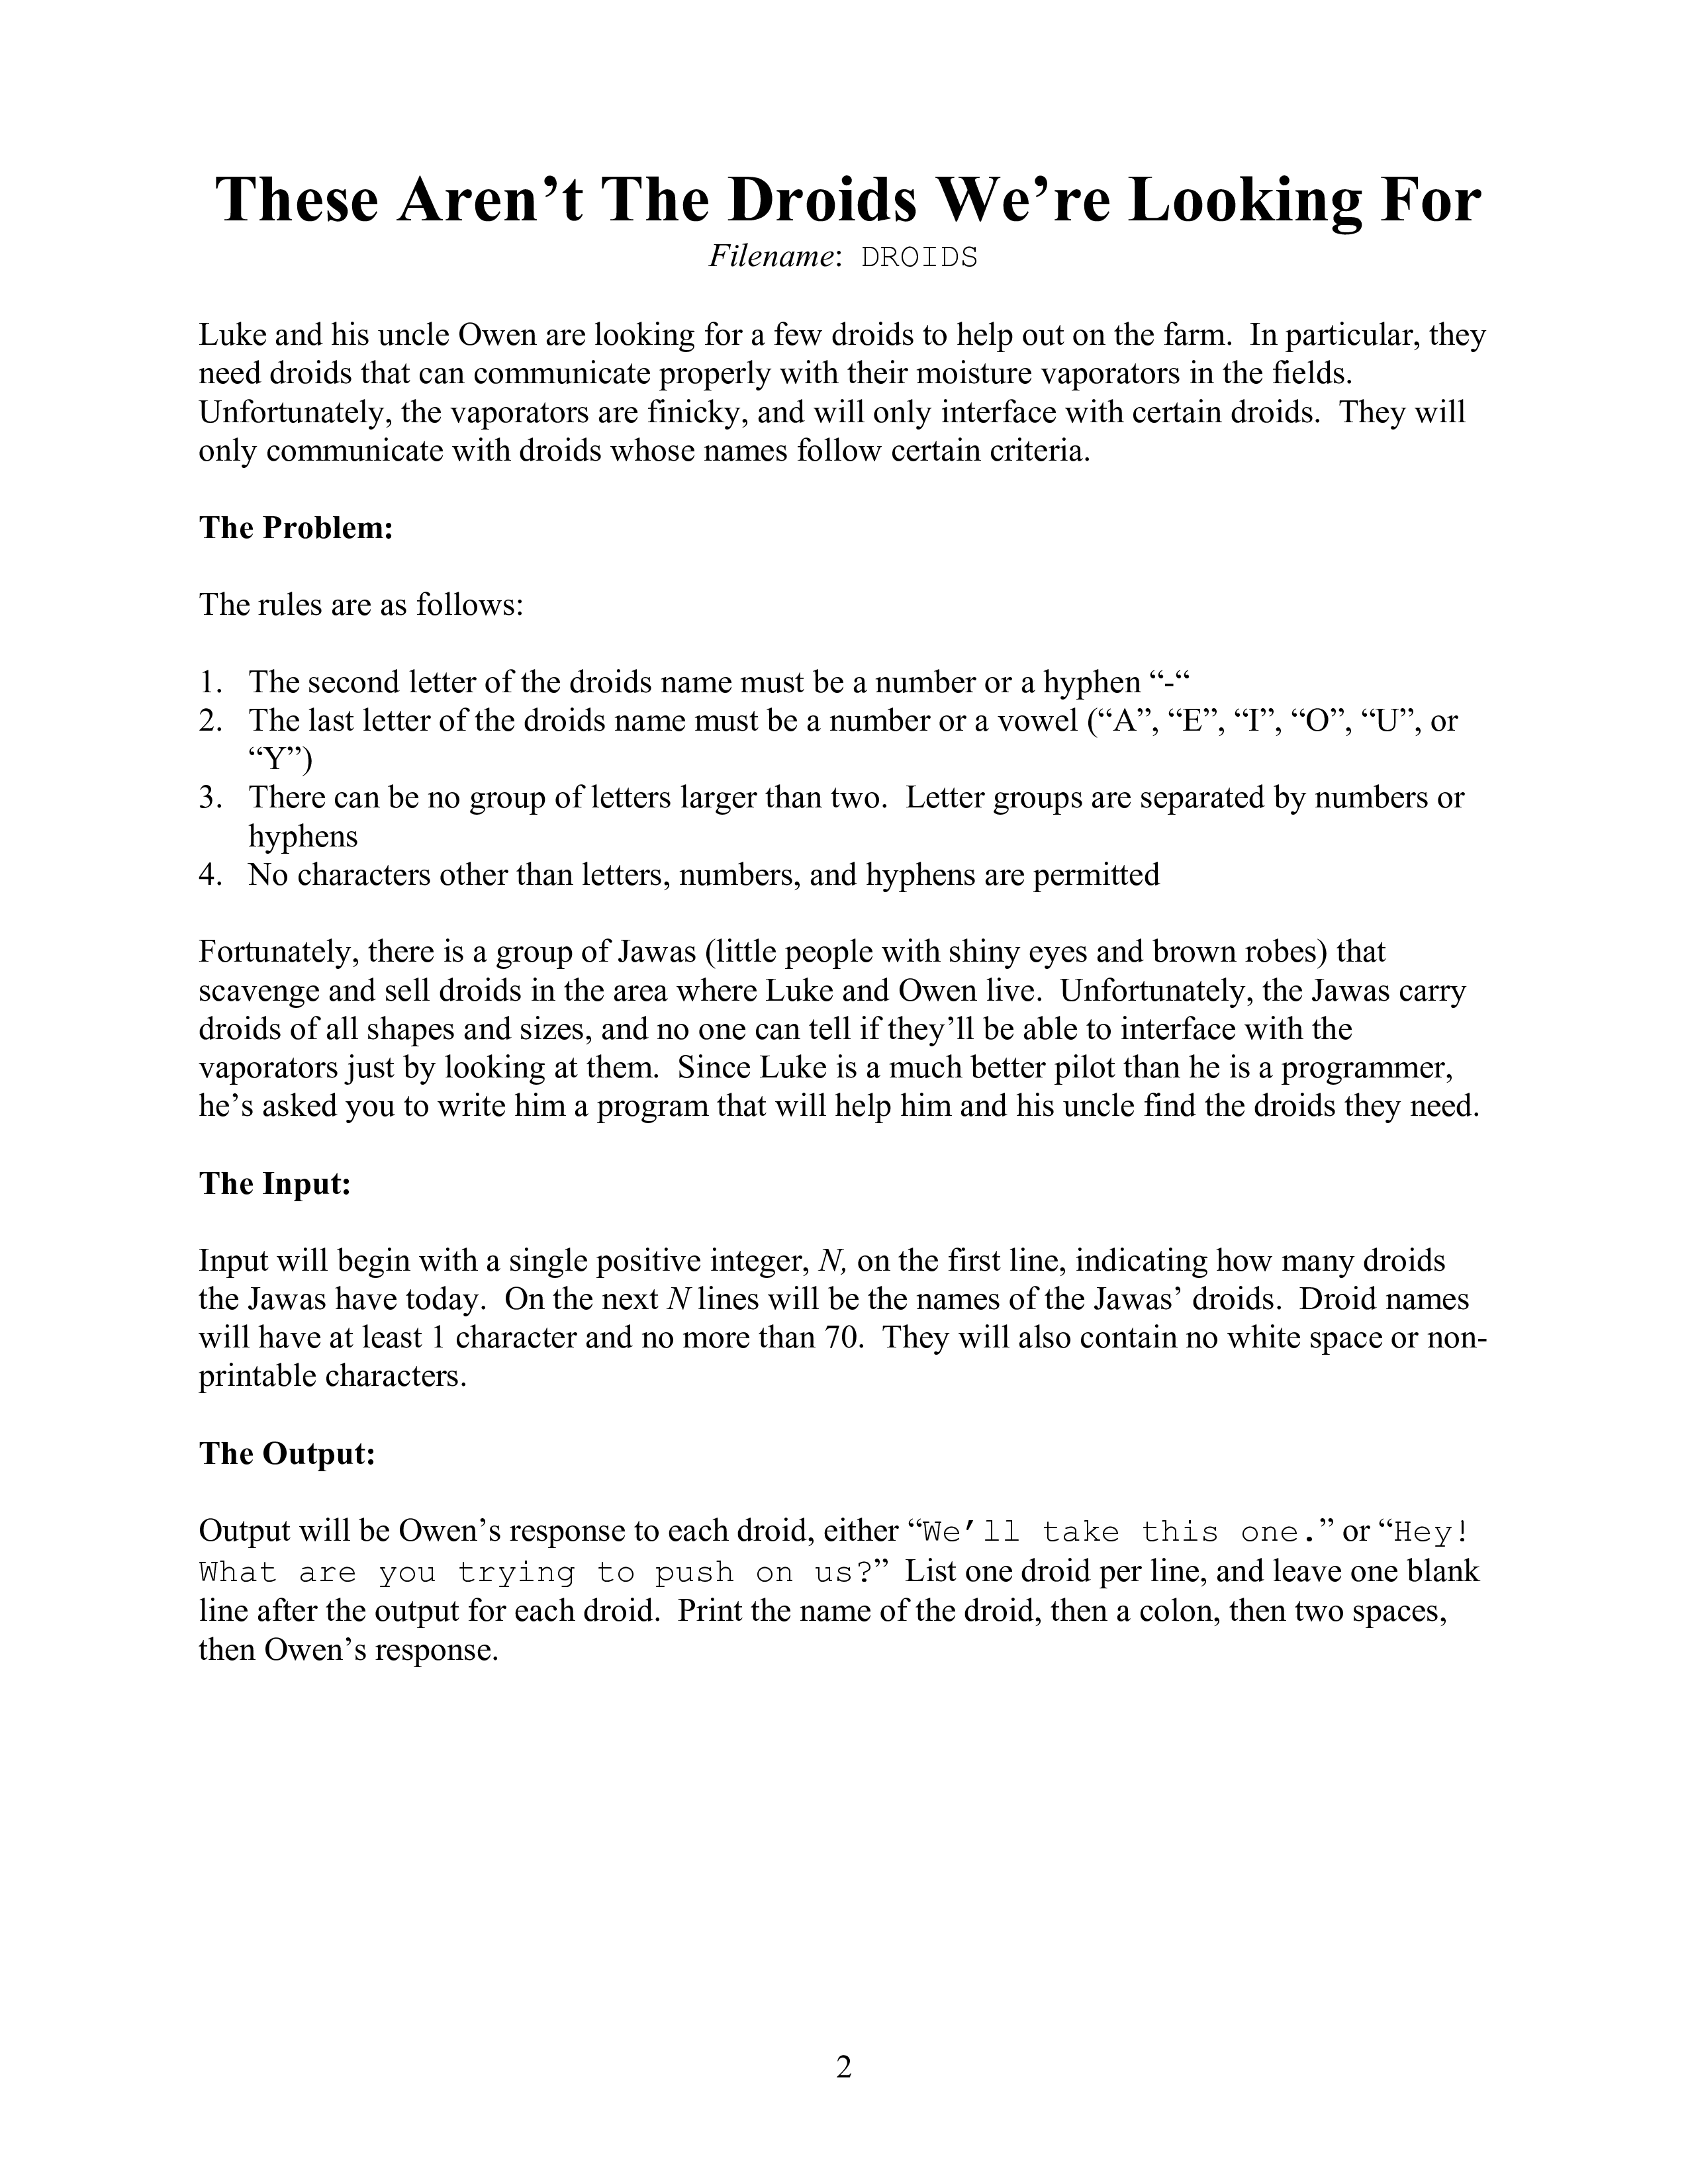 These Aren’t The Droids We’re Looking For
Filename: DROIDS
Luke and his uncle Owen are looking for a few droids to help out on the farm.  In particular, they
need droids that can communicate properly with their moisture vaporators in the fields.
Unfortunately, the vaporators are finicky, and will only interface with certain droids.  They will
only communicate with droids whose names follow certain criteria.
The Problem:
The rules are as follows:
1. The second letter of the droids name must be a number or a hyphen “-“
2. The last letter of the droids name must be a number or a vowel (“A”, “E”, “I”, “O”, “U”, or
“Y”)
3. There can be no group of letters larger than two.  Letter groups are separated by numbers or
hyphens
4. No characters other than letters, numbers, and hyphens are permitted
Fortunately, there is a group of Jawas (little people with shiny eyes and brown robes) that
scavenge and sell droids in the area where Luke and Owen live.  Unfortunately, the Jawas carry
droids of all shapes and sizes, and no one can tell if they’ll be able to interface with the
vaporators just by looking at them.  Since Luke is a much better pilot than he is a programmer,
he’s asked you to write him a program that will help him and his uncle find the droids they need.
The Input:
Input will begin with a single positive integer, N, on the first line, indicating how many droids
the Jawas have today.  On the next N lines will be the names of the Jawas’ droids.  Droid names
will have at least 1 character and no more than 70.  They will also contain no white space or non-
printable characters.
The Output:
Output will be Owen’s response to each droid, either “We’ll take this one.” or “Hey!
What are you trying to push on us?”  List one droid per line, and leave one blank
line after the output for each droid.  Print the name of the droid, then a colon, then two spaces,
then Owen’s response.
2